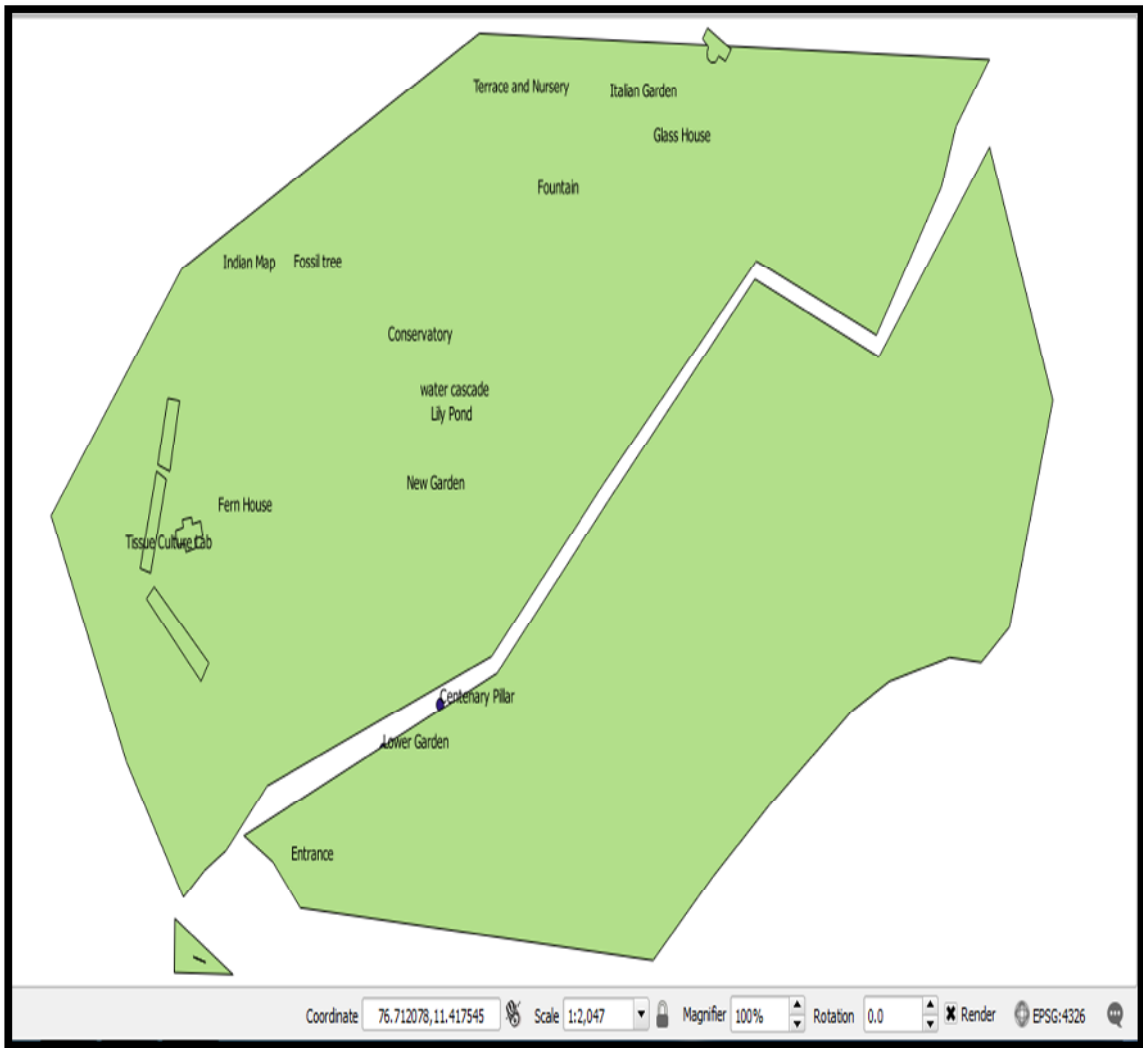 Terrace and Nursery
Italian Garden
Glass House
Fountain
Indian Map
Fossil tree
Conservatory
water cascade
Lily Pond
New Garden
Fern House
Tissue Culture Lab
Centenary Pillar
Lower Garden
Entrance
Coordinate 76.712078,11.417545 Scale 1:2,047 Magnifier 100% Rotation 0.0 Render EPSG:4326